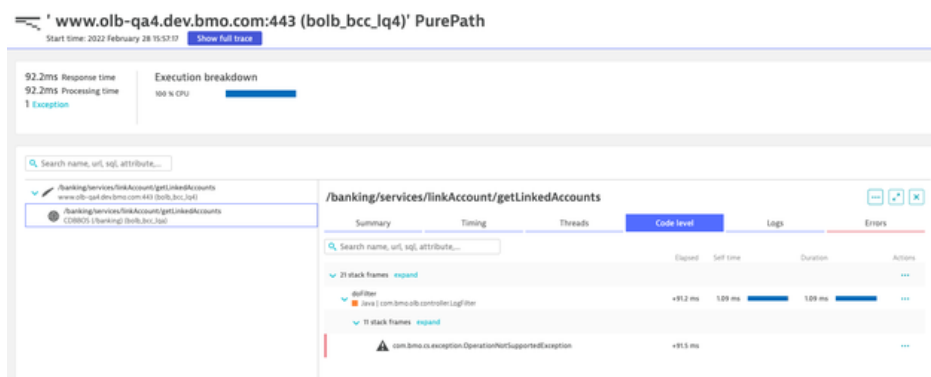 ' www.olb-qa4.dev.bmo.com:443 (bolb_bcc_lq4)' PurePath
Start time: 2022 February 28 15:57:17 Show full trace
92.2ms Response time
92.2ms Processing time
1 Exception
Execution breakdown
100 % CPU
Search name, url, sql, attribute,...
/banking/services/linkAccount/getLinkedAccounts
www.olb-qa4.dev.bmo.com:443 (bolb_bcc_lq4)
/banking/services/linkAccount/getLinkedAccounts
(/banking)
/banking/services/linkAccount/getLinkedAccounts
Summary Timing Threads Code level Logs Errors
Search name, url, sql, attribute,...
Elapsed Self time Duration Actions
21 stack frames expand
doFilter
Java | com.bmo.olb.controller.LogFilter
+91.2 ms 1.09 ms 1.09 ms
11 stack frames expand
com.bmo.cs.exception.OperationNotSupportedException +91.5 ms